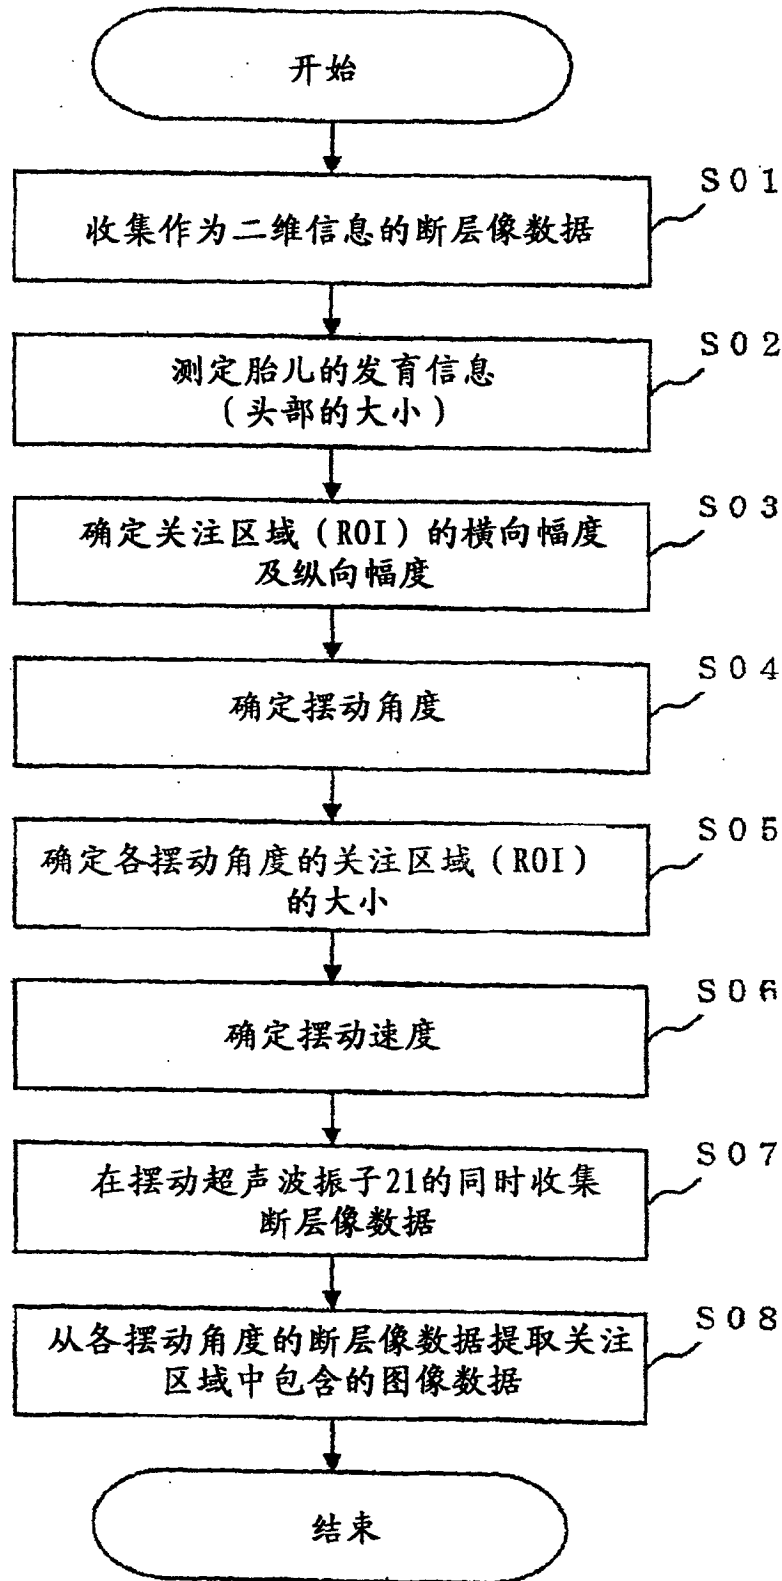 开始
S01
收集作为二维信息的断层像数据
S02
测定胎儿的发育信息
(头部的大小)
S03
确定关注区域(ROI)的横向幅度
及纵向幅度
S04
确定摆动角度
S05
确定各摆动角度的关注区域(ROI)
的大小
S06
确定摆动速度
S07
在摆动超声波振子21的同时收集
断层像数据
S08
从各摆动角度的断层像数据提取关注
区域中包含的图像数据
结束